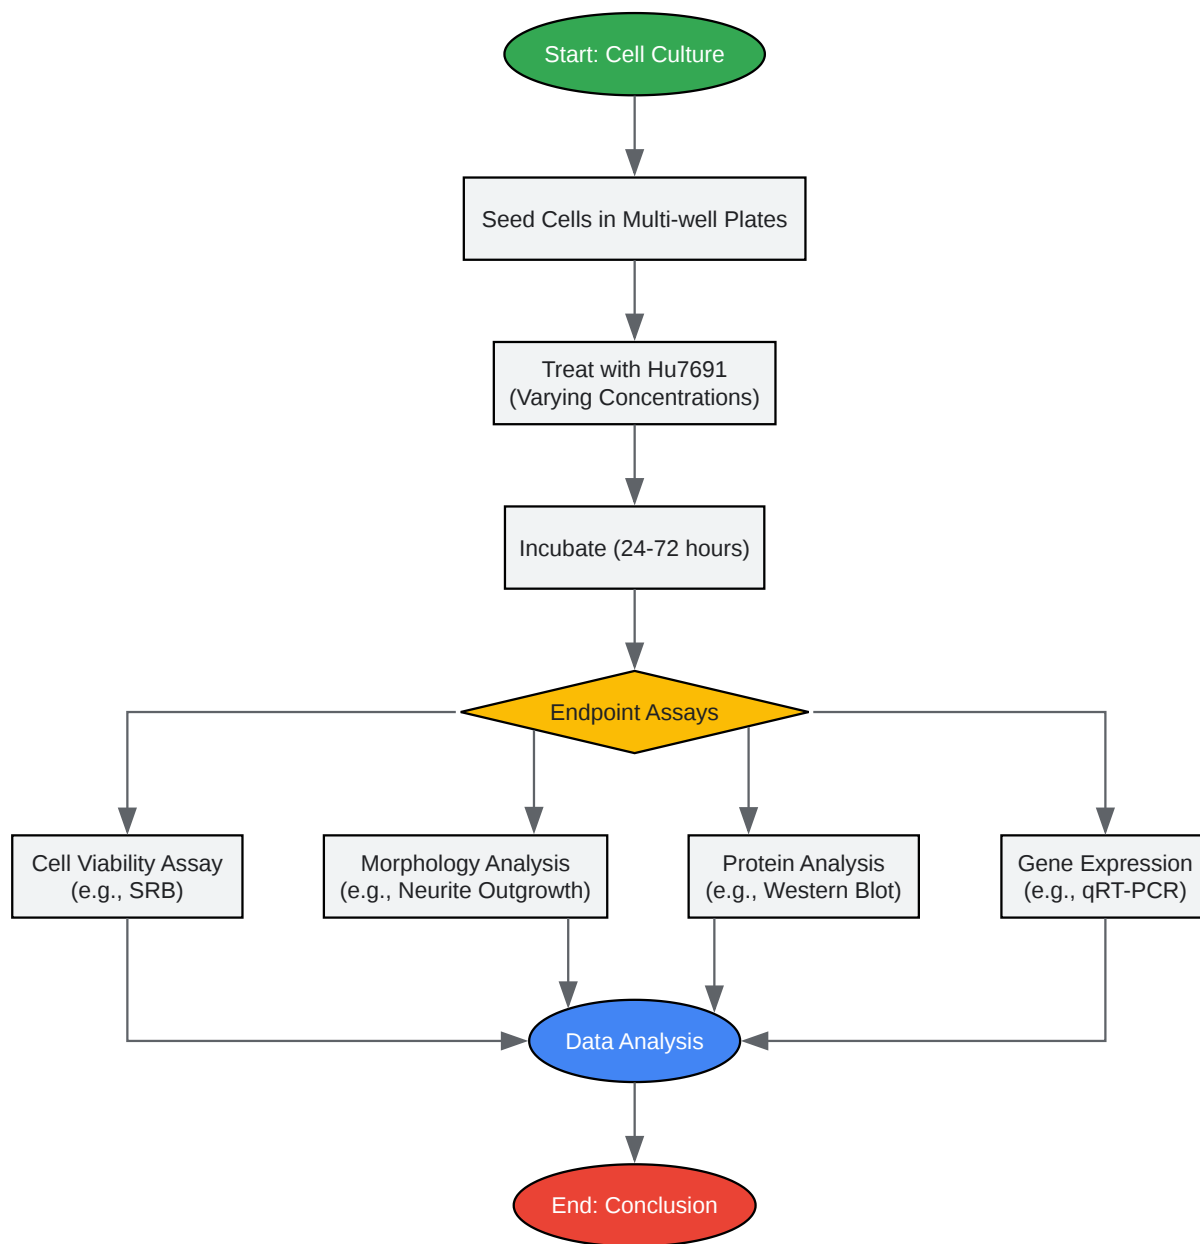 Start: Cell Culture
Seed Cells in Multi-well Plates
Treat with Hu7691
(Varying Concentrations)
Incubate (24-72 hours)
Endpoint Assays
Cell Viability Assay
(e.g., SRB)
Morphology Analysis
(e.g., Neurite Outgrowth)
Protein Analysis
(e.g., Western Blot)
Gene Expression
(e.g., qRT-PCR)
Data Analysis
End: Conclusion